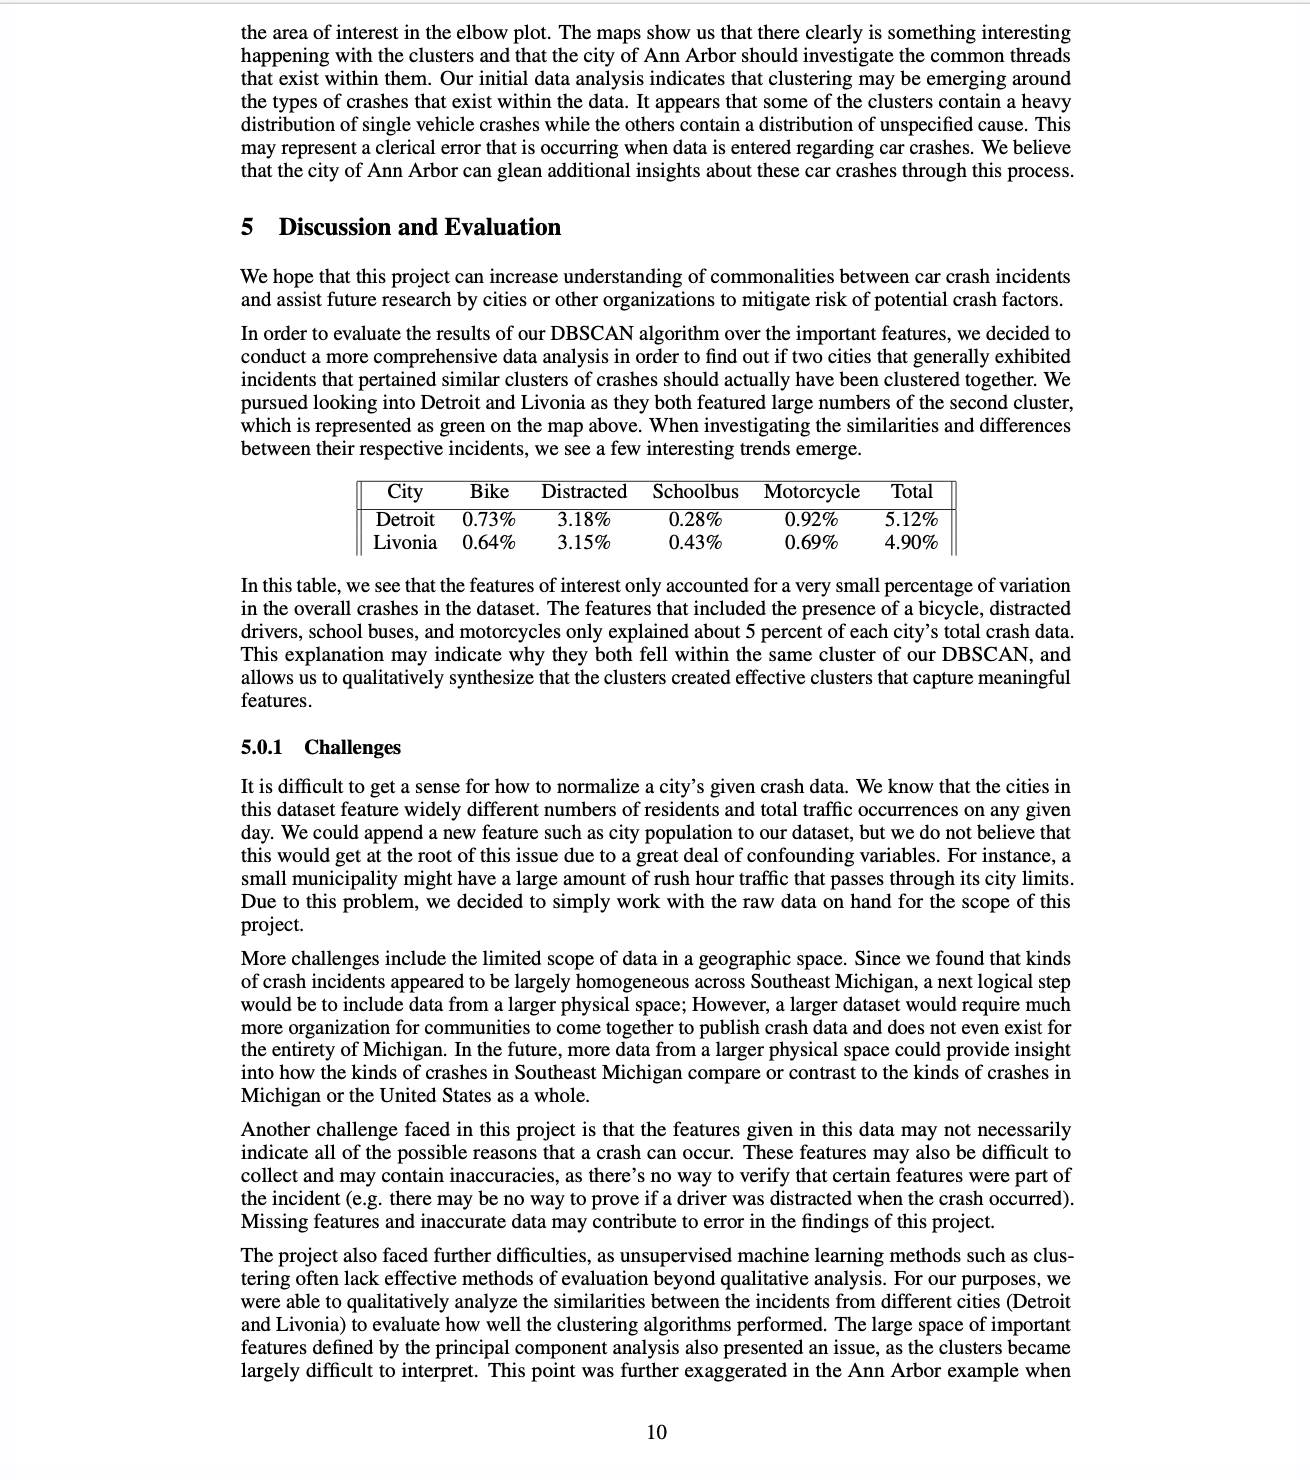 the area of interest in the elbow plot. The maps show us that there clearly is something interesting
happening with the clusters and that the city of Ann Arbor should investigate the common threads
that exist within them. Our initial data analysis indicates that clustering may be emerging around
the types of crashes that exist within the data. It appears that some of the clusters contain a heavy
distribution of single vehicle crashes while the others contain a distribution of unspecified cause. This
may represent a clerical error that is occurring when data is entered regarding car crashes. We believe
that the city of Ann Arbor can glean additional insights about these car crashes through this process.
5 Discussion and Evaluation
We hope that this project can increase understanding of commonalities between car crash incidents
and assist future research by cities or other organizations to mitigate risk of potential crash factors.
In order to evaluate the results of our DBSCAN algorithm over the important features, we decided to
conduct a more comprehensive data analysis in order to find out if two cities that generally exhibited
incidents that pertained similar clusters of crashes should actually have been clustered together. We
pursued looking into Detroit and Livonia as they both featured large numbers of the second cluster,
which is represented as green on the map above. When investigating the similarities and differences
between their respective incidents, we see a few interesting trends emerge.
City Bike Distracted Schoolbus Motorcycle Total
Detroit 0.73% 3.18% 0.28% 0.92% 5.12%
Livonia 0.64% 3.15% 0.43% 0.69% 4.90%
In this table, we see that the features of interest only accounted for a very small percentage of variation
in the overall crashes in the dataset. The features that included the presence of a bicycle, distracted
drivers, school buses, and motorcycles only explained about 5 percent of each city's total crash data.
This explanation may indicate why they both fell within the same cluster of our DBSCAN, and
allows us to qualitatively synthesize that the clusters created effective clusters that capture meaningful
features.
5.0.1 Challenges
It is difficult to get a sense for how to normalize a city's given crash data. We know that the cities in
this dataset feature widely different numbers of residents and total traffic occurrences on any given
day. We could append a new feature such as city population to our dataset, but we do not believe that
this would get at the root of this issue due to a great deal of confounding variables. For instance, a
small municipality might have a large amount of rush hour traffic that passes through its city limits.
Due to this problem, we decided to simply work with the raw data on hand for the scope of this
project.
More challenges include the limited scope of data in a geographic space. Since we found that kinds
of crash incidents appeared to be largely homogeneous across Southeast Michigan, a next logical step
would be to include data from a larger physical space; However, a larger dataset would require much
more organization for communities to come together to publish crash data and does not even exist for
the entirety of Michigan. In the future, more data from a larger physical space could provide insight
into how the kinds of crashes in Southeast Michigan compare or contrast to the kinds of crashes in
Michigan or the United States as a whole.
Another challenge faced in this project is that the features given in this data may not necessarily
indicate all of the possible reasons that a crash can occur. These features may also be difficult to
collect and may contain inaccuracies, as there's no way to verify that certain features were part of
the incident (e.g. there may be no way to prove if a driver was distracted when the crash occurred).
Missing features and inaccurate data may contribute to error in the findings of this project.
The project also faced further difficulties, as unsupervised machine learning methods such as clus-
tering often lack effective methods of evaluation beyond qualitative analysis. For our purposes, we
were able to qualitatively analyze the similarities between the incidents from different cities (Detroit
and Livonia) to evaluate how well the clustering algorithms performed. The large space of important
features defined by the principal component analysis also presented an issue, as the clusters became
largely difficult to interpret. This point was further exaggerated in the Ann Arbor example when
10